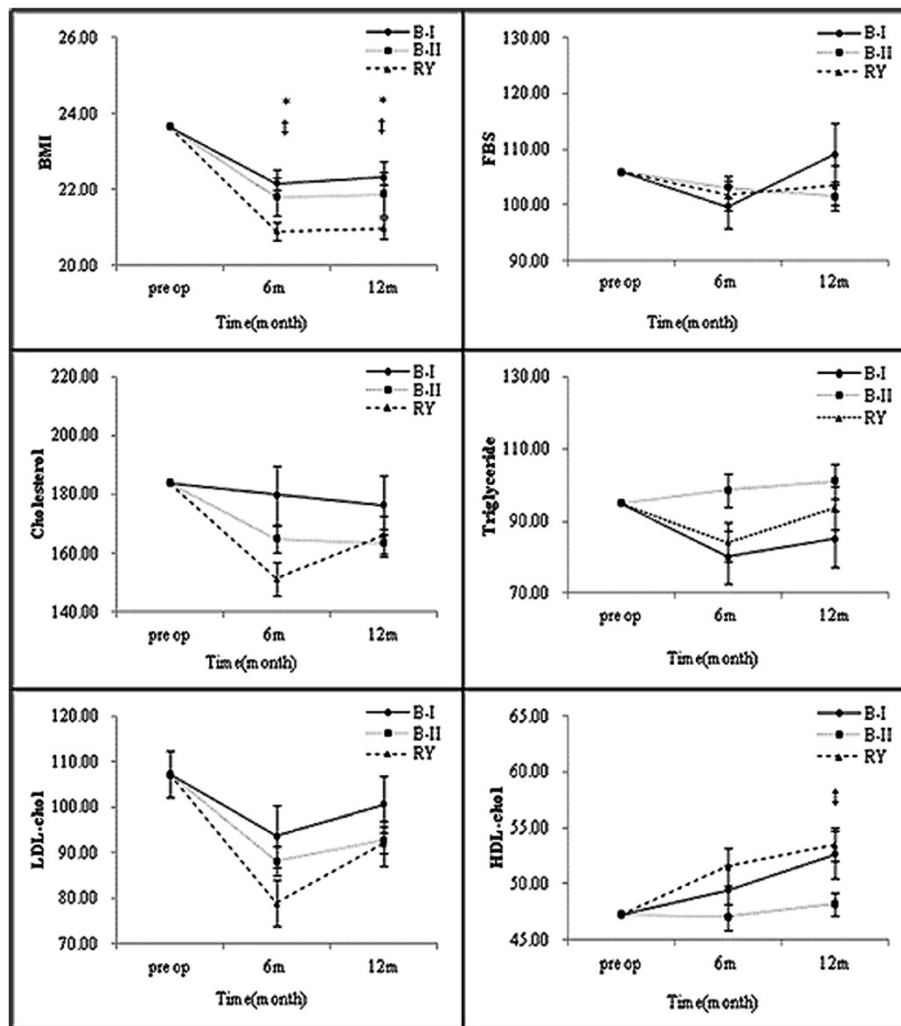 26.00
24.00
22.00
20.00
BMI
*
‡
*
‡
pre op 6m 12m
Time(month)
B-I
B-II
RY
130.00
120.00
110.00
100.00
90.00
FBS
pre op 6m 12m
Time(month)
B-I
B-II
RY
220.00
200.00
180.00
160.00
140.00
Cholesterol
pre op 6m 12m
Time(month)
B-I
B-II
RY
130.00
110.00
90.00
70.00
Triglyceride
pre op 6m 12m
Time(month)
B-I
B-II
RY
120.00
110.00
100.00
90.00
80.00
70.00
LDL-chol
pre op 6m 12m
Time(month)
B-I
B-II
RY
65.00
60.00
55.00
50.00
45.00
HDL-chol
‡
pre op 6m 12m
Time(month)
B-I
B-II
RY